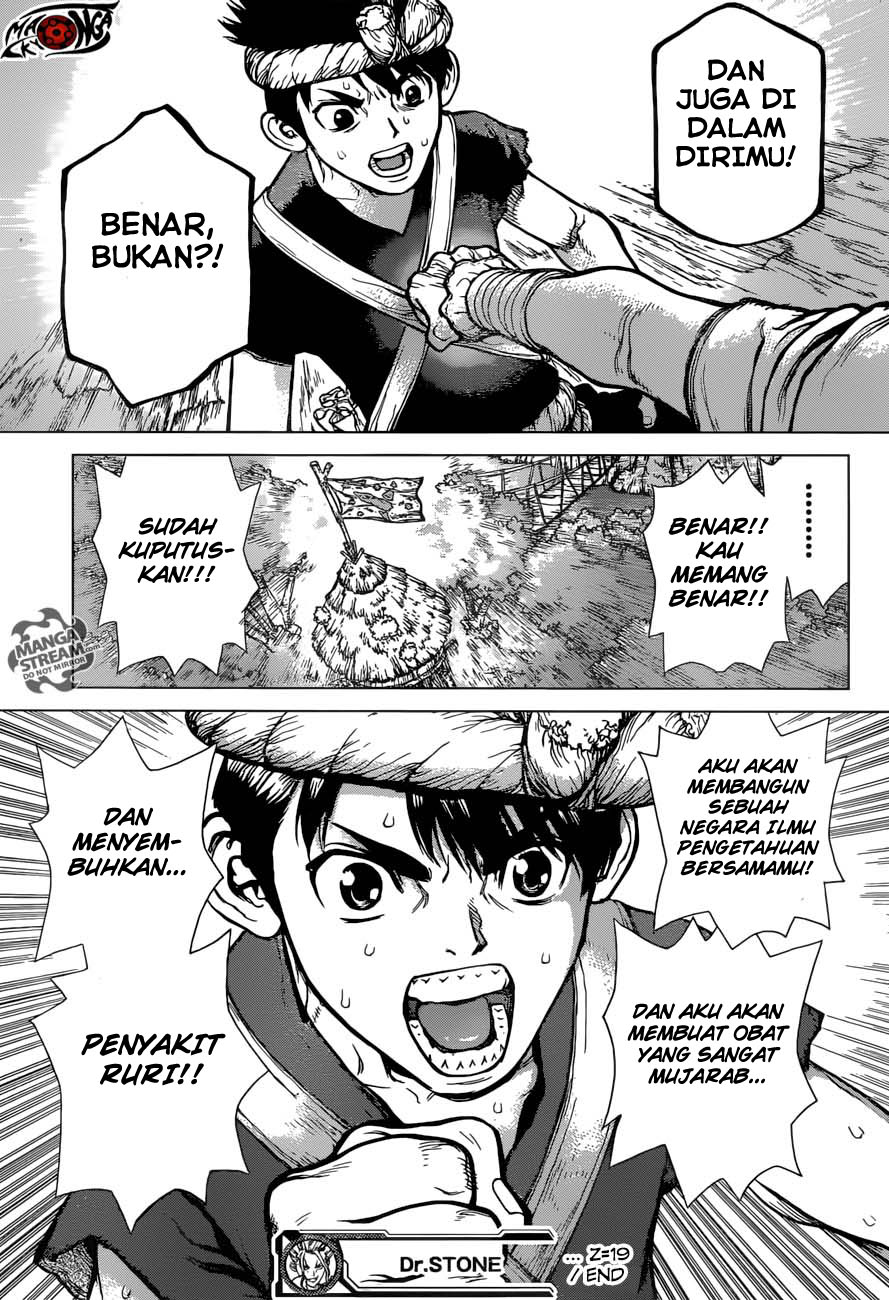 MANGACKY
DAN
JUGA DI
DALAM
DIRIMU!
BENAR,
BUKAN?!
.........
BENAR!!
KAU
MEMANG
BENAR!!
SUDAH
KUPUTUS-
KAN!!!
MANGA
STREAM.com
DO NOT MIRROR
AKU AKAN
MEMBANGUN
SEBUAH
NEGARA ILMU
PENGETAHUAN
BERSAMAMU!
DAN AKU AKAN
MEMBUAT OBAT
YANG SANGAT
MUJARAB...
DAN
MENYEM-
BUHKAN...
PENYAKIT
RURI!!
Dr.STONE
... Z=19
/ END